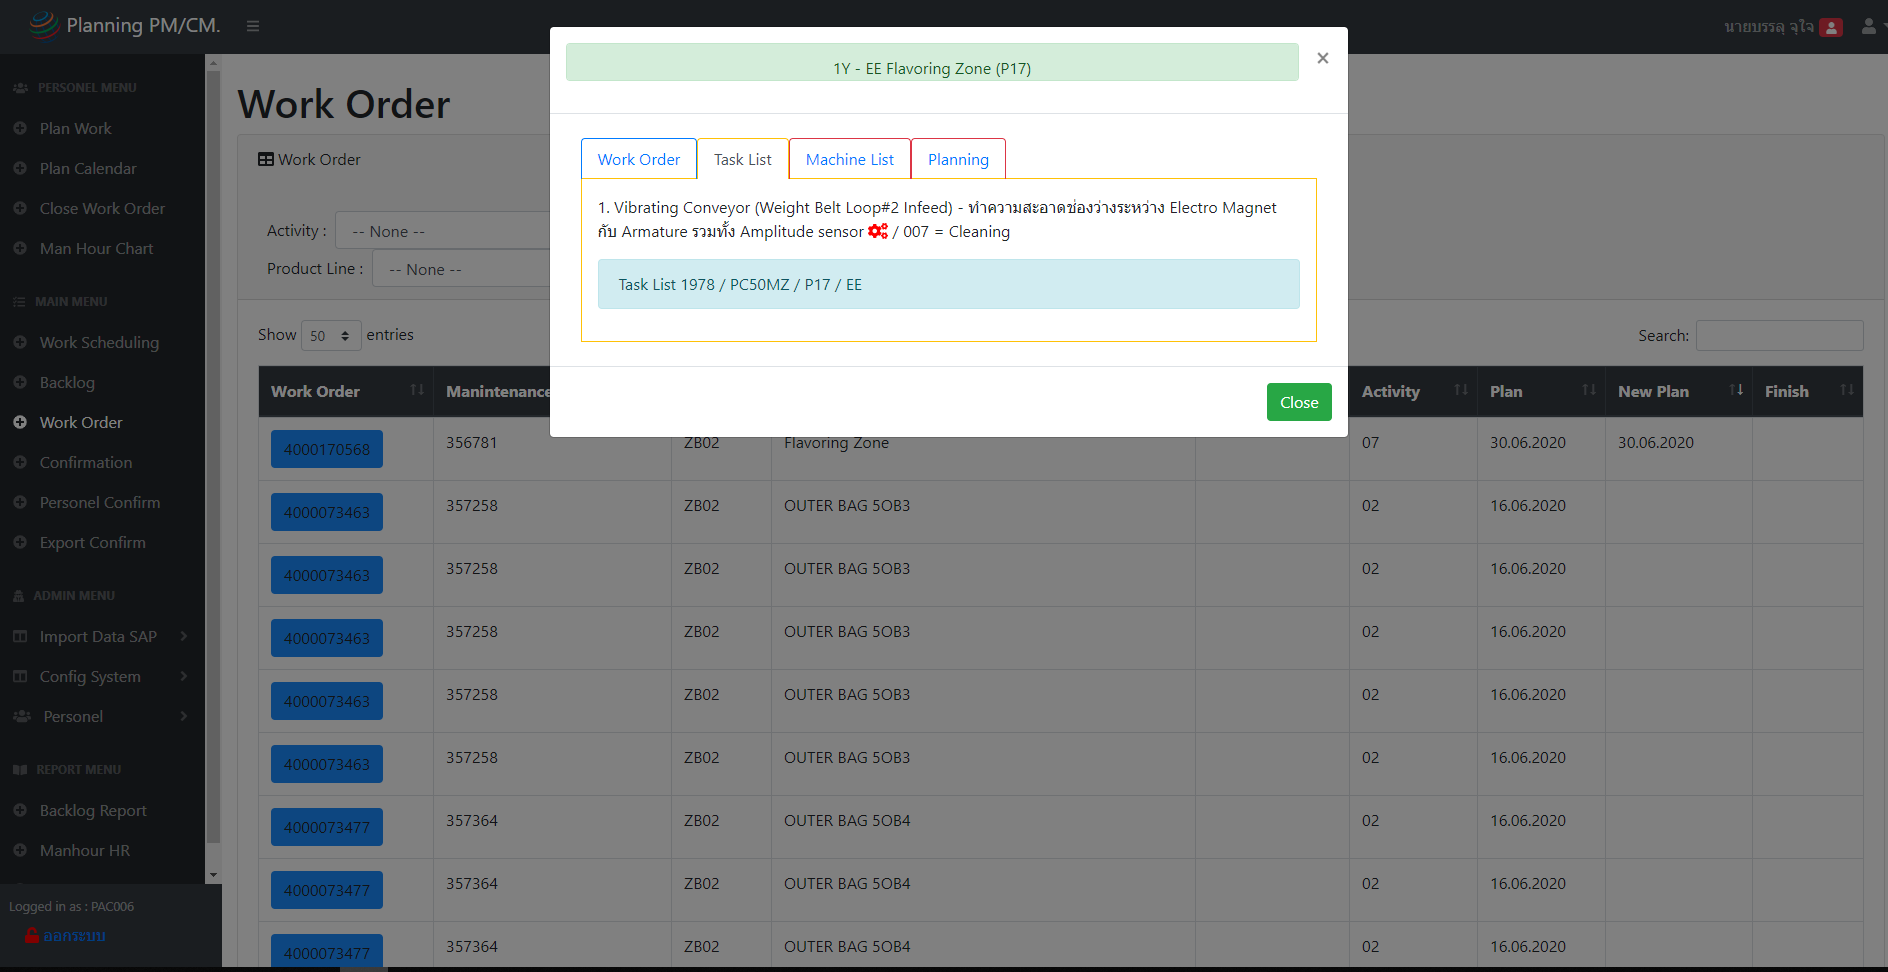 Planning PM/CM.
นายบรรลุ จุใจ
PERSONEL MENU
Plan Work
Plan Calendar
Close Work Order
Man Hour Chart
MAIN MENU
Work Scheduling
Backlog
Work Order
Confirmation
Personel Confirm
Export Confirm
ADMIN MENU
Import Data SAP
Config System
Personel
REPORT MENU
Backlog Report
Manhour HR
Logged in as : PAC006
ออกระบบ
Work Order
Work Order
Activity : -- None --
Product Line : -- None --
Show 50 entries
Search:
1Y - EE Flavoring Zone (P17)
×
Work Order Task List Machine List Planning
1. Vibrating Conveyor (Weight Belt Loop#2 Infeed) - ทำความสะอาดช่องว่างระหว่าง Electro Magnet
กับ Armature รวมทั้ง Amplitude sensor / 007 = Cleaning
Task List 1978 / PC50MZ / P17 / EE
Close
Work Order Manintenance Activity Plan New Plan Finish
4000170568 356781 ZB02 Flavoring Zone 07 30.06.2020 30.06.2020
4000073463 357258 ZB02 OUTER BAG 5OB3 02 16.06.2020
4000073463 357258 ZB02 OUTER BAG 5OB3 02 16.06.2020
4000073463 357258 ZB02 OUTER BAG 5OB3 02 16.06.2020
4000073463 357258 ZB02 OUTER BAG 5OB3 02 16.06.2020
4000073463 357258 ZB02 OUTER BAG 5OB3 02 16.06.2020
4000073477 357364 ZB02 OUTER BAG 5OB4 02 16.06.2020
4000073477 357364 ZB02 OUTER BAG 5OB4 02 16.06.2020
4000073477 357364 ZB02 OUTER BAG 5OB4 02 16.06.2020